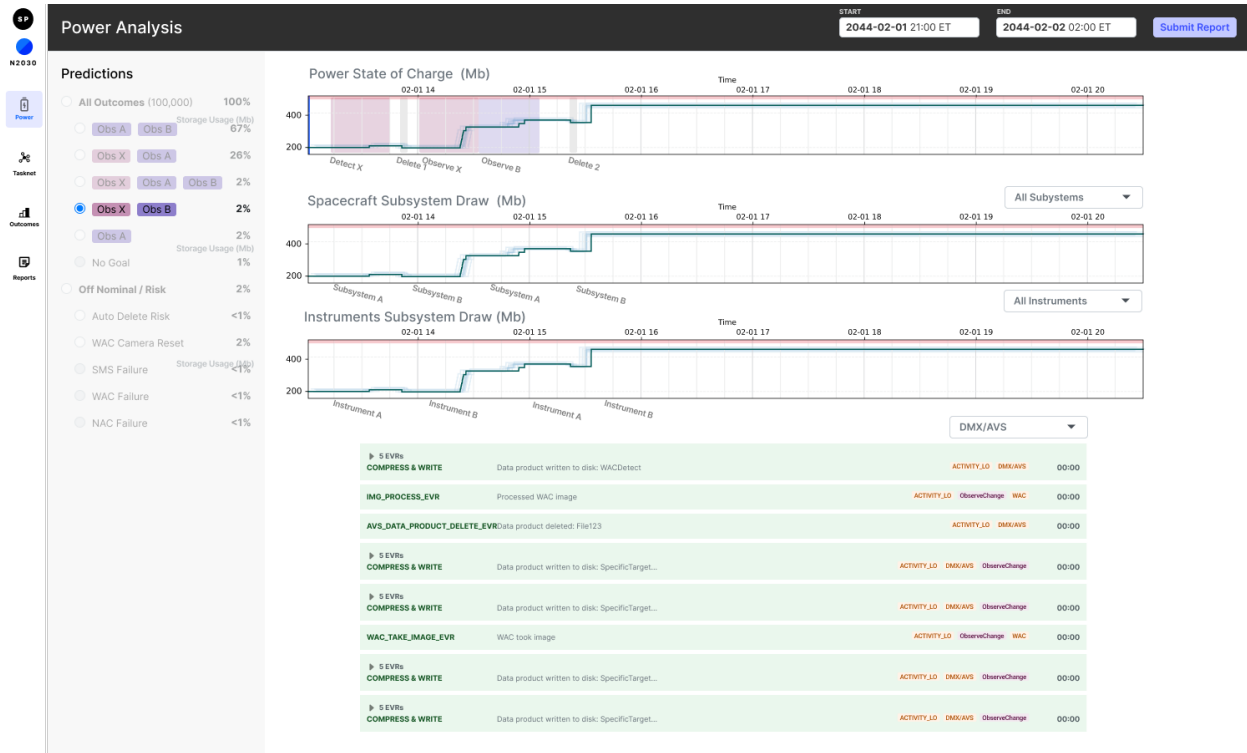 SP
N2030
Power
Tasknet
Outcomes
Reports
Power Analysis
START
2044-02-01 21:00 ET
END
2044-02-02 02:00 ET
Submit Report
Predictions
All Outcomes (100,000) 100%
Storage Usage (Mb)
Obs A Obs B 67%
Obs X Obs A 26%
Obs X Obs A Obs B 2%
Obs X Obs B 2%
Obs A 2%
Storage Usage (Mb)
No Goal 1%
Off Nominal / Risk 2%
Auto Delete Risk <1%
WAC Camera Reset 2%
Storage Usage (Mb)
SMS Failure <1%
WAC Failure <1%
NAC Failure <1%
Power State of Charge (Mb)
Time
02-01 14 02-01 15 02-01 16 02-01 17 02-01 18 02-01 19 02-01 20
400
200
Detect X Delete 1 Observe X Observe B Delete 2
Spacecraft Subsystem Draw (Mb)
All Subystems
Time
02-01 14 02-01 15 02-01 16 02-01 17 02-01 18 02-01 19 02-01 20
400
200
Subsystem A Subsystem B Subsystem A Subsystem B
All Instruments
Instruments Subsystem Draw (Mb)
Time
02-01 14 02-01 15 02-01 16 02-01 17 02-01 18 02-01 19 02-01 20
400
200
Instrument A Instrument B Instrument A Instrument B
DMX/AVS
5 EVRs
COMPRESS & WRITE Data product written to disk: WACDetect ACTIVITY_LO DMX/AVS 00:00
IMG_PROCESS_EVR Processed WAC image ACTIVITY_LO ObserveChange WAC 00:00
AVS_DATA_PRODUCT_DELETE_EVR Data product deleted: File123 ACTIVITY_LO DMX/AVS 00:00
5 EVRs
COMPRESS & WRITE Data product written to disk: SpecificTarget... ACTIVITY_LO DMX/AVS ObserveChange 00:00
5 EVRs
COMPRESS & WRITE Data product written to disk: SpecificTarget... ACTIVITY_LO DMX/AVS ObserveChange 00:00
WAC_TAKE_IMAGE_EVR WAC took image ACTIVITY_LO ObserveChange WAC 00:00
5 EVRs
COMPRESS & WRITE Data product written to disk: SpecificTarget... ACTIVITY_LO DMX/AVS ObserveChange 00:00
5 EVRs
COMPRESS & WRITE Data product written to disk: SpecificTarget... ACTIVITY_LO DMX/AVS ObserveChange 00:00